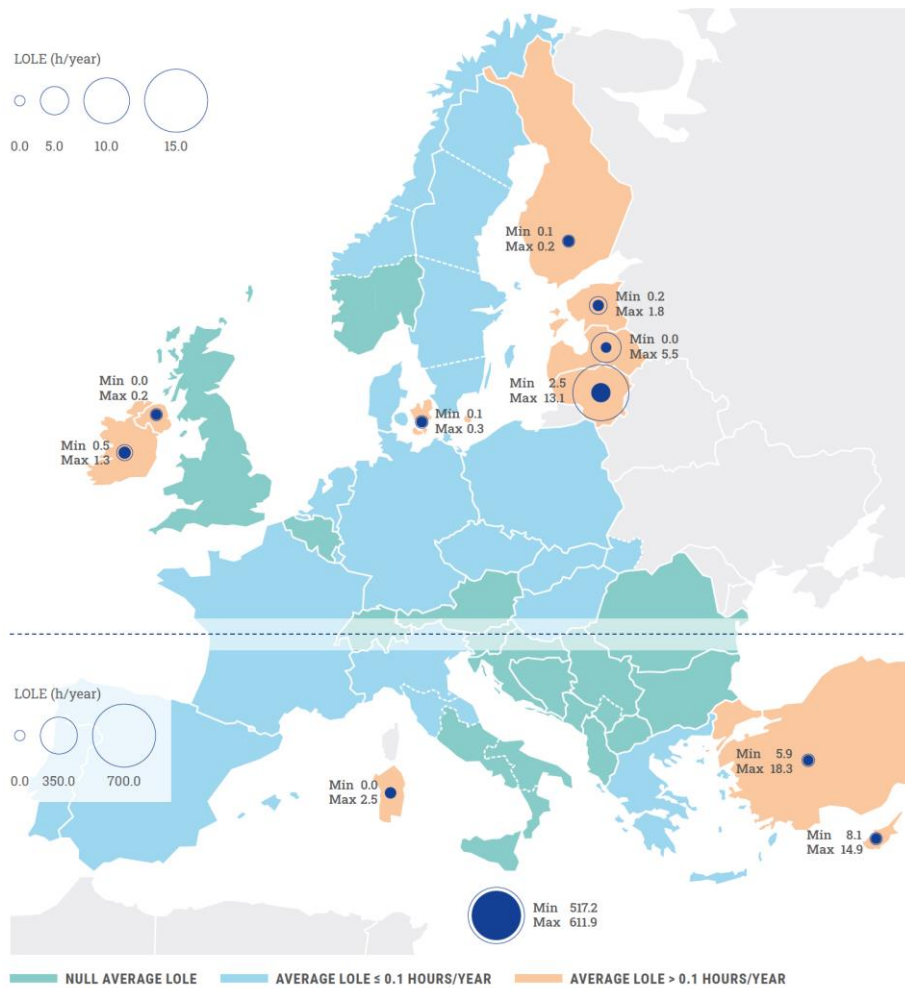 LOLE (h/year)
0.0 5.0 10.0 15.0
Min 0.1
Max 0.2
Min 0.2
Max 1.8
Min 0.0
Max 5.5
Min 2.5
Max 13.1
Min 0.0
Max 0.2
Min 0.1
Max 0.3
Min 0.5
Max 1.3
LOLE (h/year)
0.0 350.0 700.0
Min 5.9
Max 18.3
Min 0.0
Max 2.5
Min 8.1
Max 14.9
Min 517.2
Max 611.9
NULL AVERAGE LOLE AVERAGE LOLE ≤ 0.1 HOURS/YEAR AVERAGE LOLE > 0.1 HOURS/YEAR